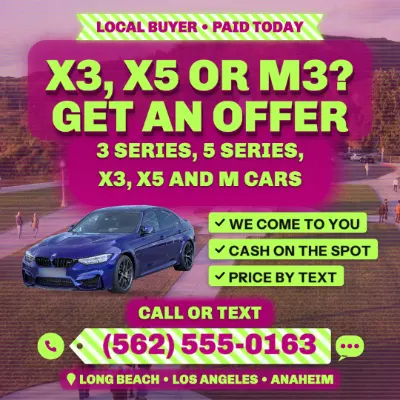 LOCAL BUYER • PAID TODAY
X3, X5 OR M3?
GET AN OFFER
3 SERIES, 5 SERIES,
X3, X5 AND M CARS
✓ WE COME TO YOU
✓ CASH ON THE SPOT
✓ PRICE BY TEXT
CALL OR TEXT
(562) 555-0163
LONG BEACH • LOS ANGELES • ANAHEIM